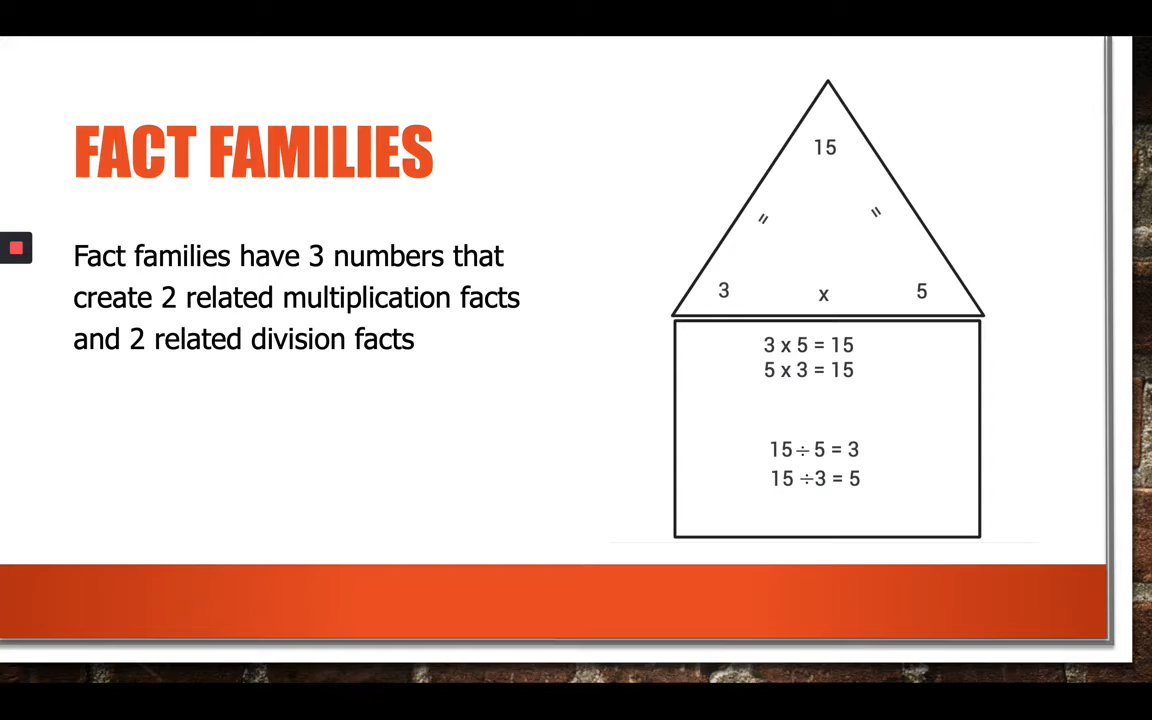 FACT FAMILIES
Fact families have 3 numbers that
create 2 related multiplication facts
and 2 related division facts
15
= =
3 x 5
3 x 5 = 15
5 x 3 = 15
15÷ 5 = 3
15 ÷3 = 5